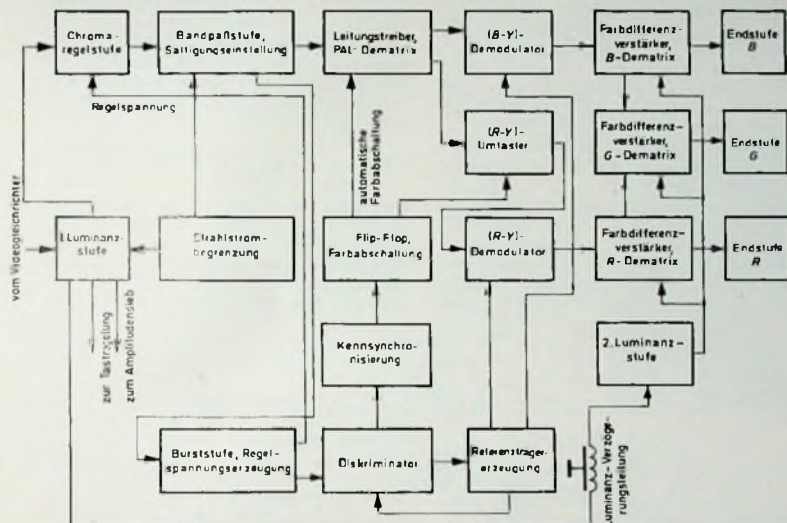 Chroma-
regelstufe
Bandpaßstufe,
Sättigungseinstellung
Leitungstreiber,
PAL-Dematrix
(B-Y)-
Demodulator
Farbdifferenz-
verstärker,
B-Dematrix
Endstufe
B
Regelspannung
automatische
Farbabschaltung
(R-Y)-
Umtaster
Farbdifferenz-
verstärker,
G-Dematrix
Endstufe
G
vom Videogleichrichter
1.Luminanz-
stufe
Strahlstrom-
begrenzung
Flip-Flop,
Farbabschaltung
(R-Y)-
Demodulator
Farbdifferenz-
verstärker,
R-Dematrix
Endstufe
R
zur Tastregelung
zum Amplitudensieb
Kennsynchro-
nisierung
2.Luminanz-
stufe
Burststufe, Regel-
spannungserzeugung
Diskriminator
Referenzträger-
erzeugung
Luminanz-Verzöge-
rungsleitung